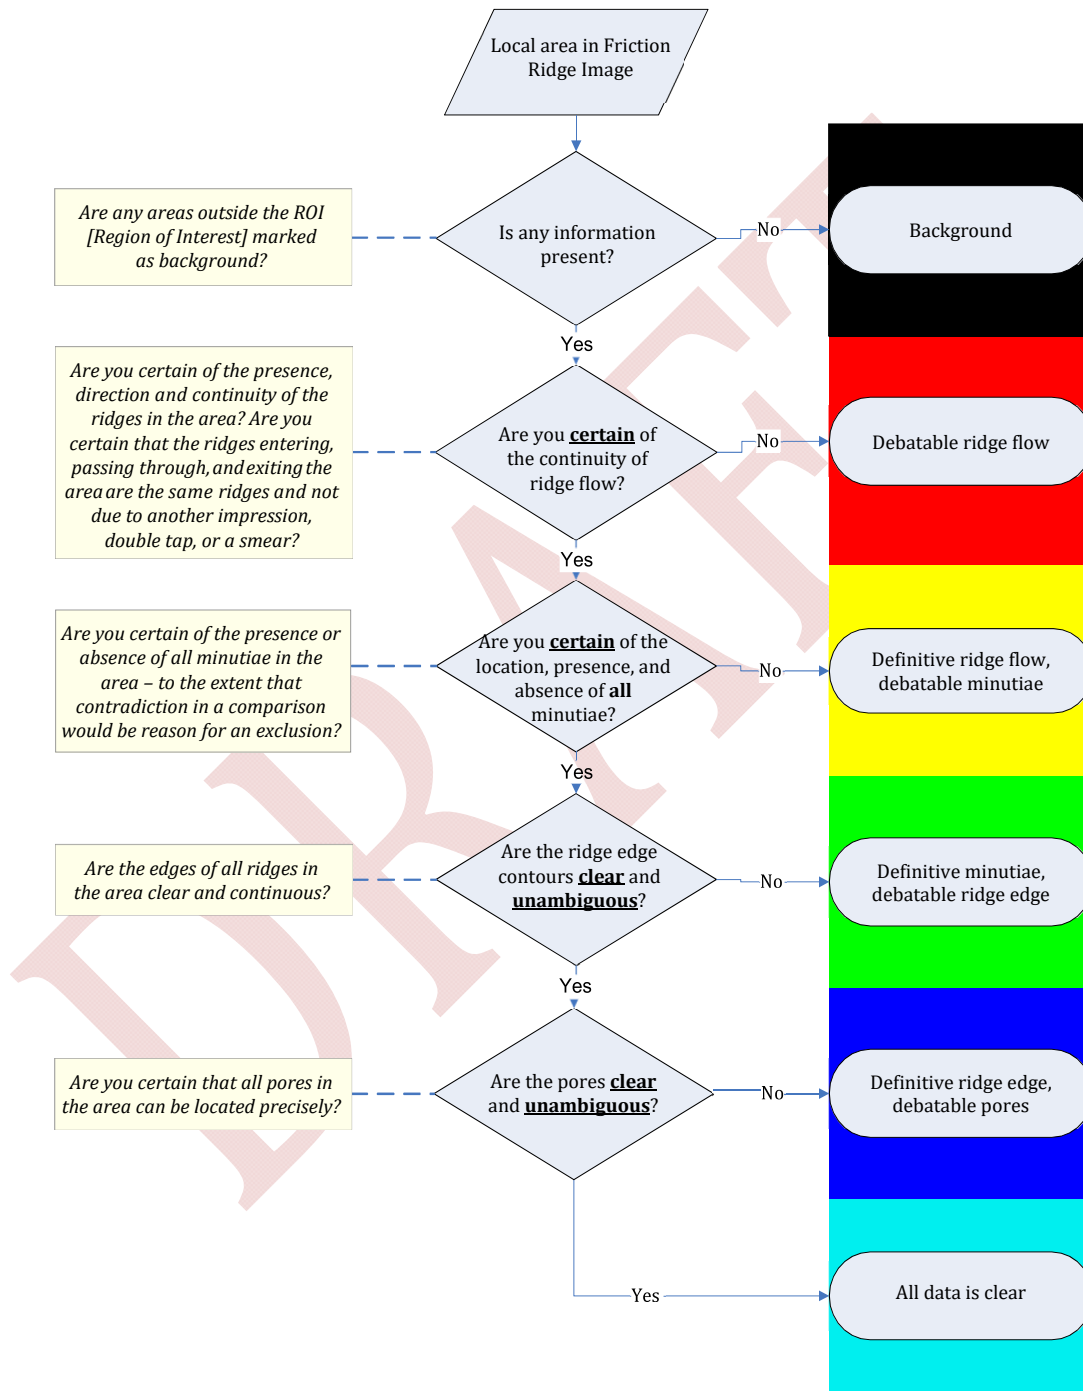 Local area in Friction
Ridge Image
Are any areas outside the ROI
[Region of Interest] marked
as background?
Is any information
present?
No
Background
Yes
Are you certain of the presence,
direction and continuity of the
ridges in the area? Are you
certain that the ridges entering,
passing through, and exiting the
area are the same ridges and not
due to another impression,
double tap, or a smear?
Are you certain of
the continuity of
ridge flow?
No
Debatable ridge flow
Yes
Are you certain of the presence or
absence of all minutiae in the
area – to the extent that
contradiction in a comparison
would be reason for an exclusion?
Are you certain of the
location, presence, and
absence of all
minutiae?
No
Definitive ridge flow,
debatable minutiae
Yes
Are the edges of all ridges in
the area clear and continuous?
Are the ridge edge
contours clear and
unambiguous?
No
Definitive minutiae,
debatable ridge edge
Yes
Are you certain that all pores in
the area can be located precisely?
Are the pores clear
and unambiguous?
No
Definitive ridge edge,
debatable pores
Yes
All data is clear
DRAFT